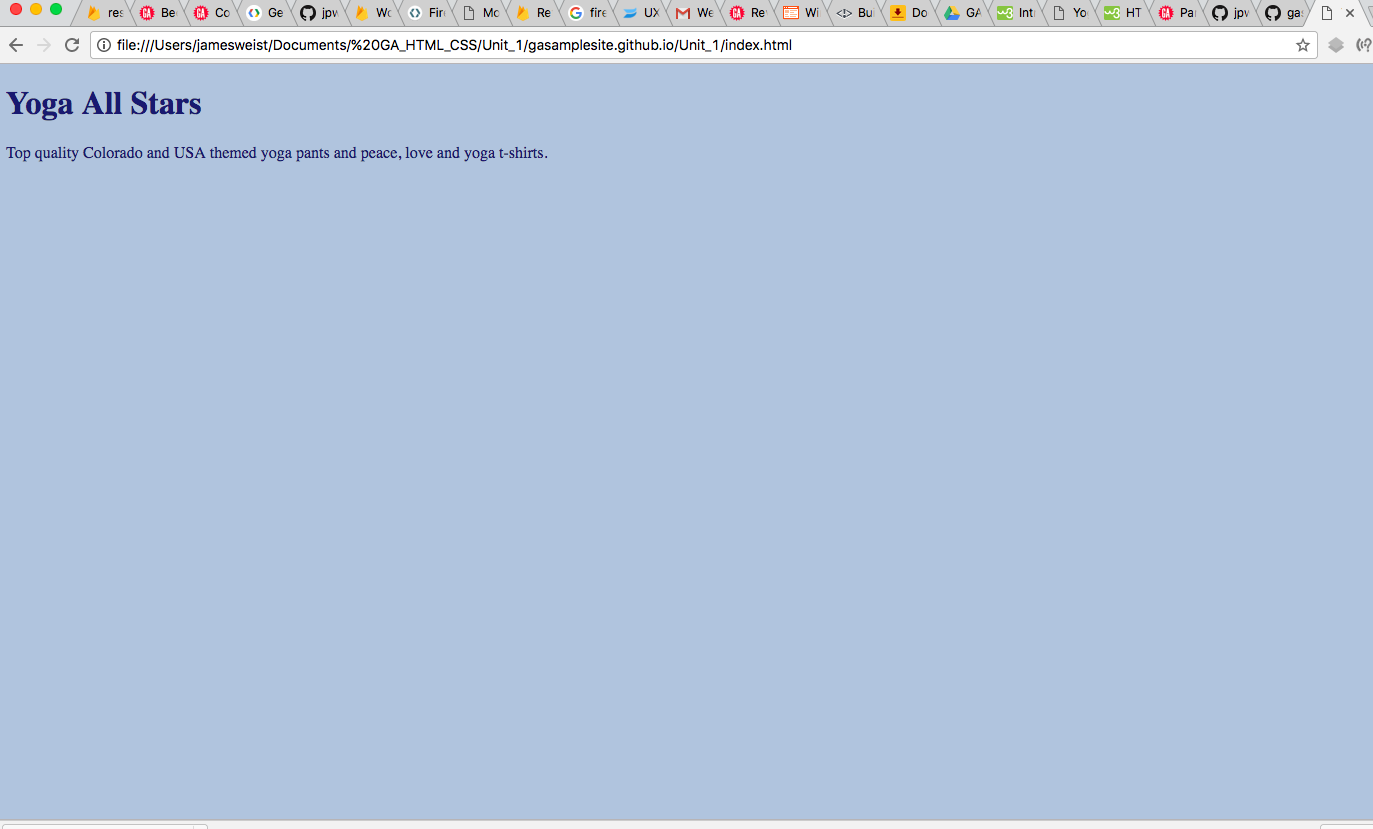 res Be Co Ge jpw Wo Fir Mo Re fire UX We Re Wi Bu Do GA Int Yo HT Pa jpw ga
file:///Users/jamesweist/Documents/%20GA_HTML_CSS/Unit_1/gasamplesite.github.io/Unit_1/index.html
Yoga All Stars
Top quality Colorado and USA themed yoga pants and peace, love and yoga t-shirts.